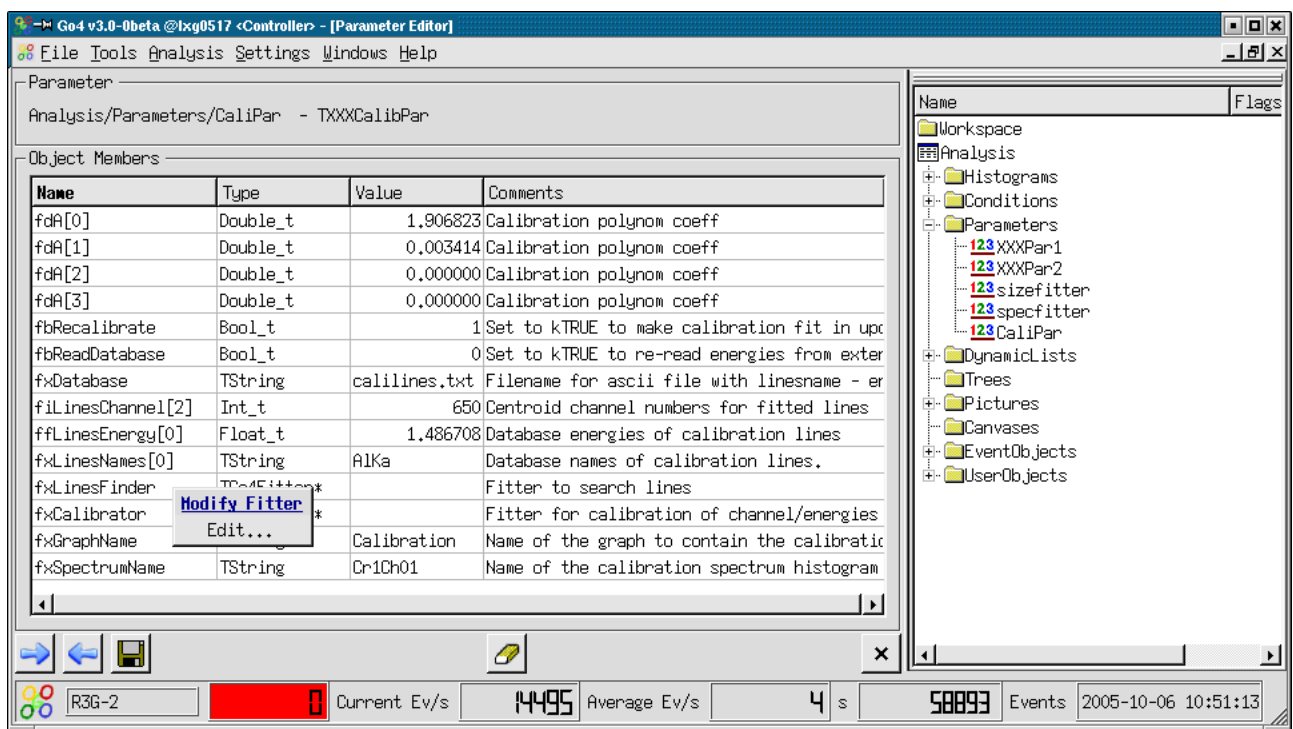 Go4 v3.0-0beta @lxg0517 <Controller> - [Parameter Editor]
File Tools Analysis Settings Windows Help
Parameter
Analysis/Parameters/CaliPar - TXXXCalibPar
Object Members
Name Type Value Comments
fdA[0] Double_t 1.906823 Calibration polynom coeff
fdA[1] Double_t 0.003414 Calibration polynom coeff
fdA[2] Double_t 0.000000 Calibration polynom coeff
fdA[3] Double_t 0.000000 Calibration polynom coeff
fbRecalibrate Bool_t 1 Set to kTRUE to make calibration fit in upd
fbReadDatabase Bool_t 0 Set to kTRUE to re-read energies from exter
fxDatabase TString calilines.txt Filename for ascii file with linesname - er
fiLinesChannel[2] Int_t 650 Centroid channel numbers for fitted lines
ffLinesEnergy[0] Float_t 1.486708 Database energies of calibration lines
fxLinesNames[0] TString AlKa Database names of calibration lines.
fxLinesFinder TGo4Fitter* Fitter to search lines
fxCalibrator * Fitter for calibration of channel/energies
fxGraphName Calibration Name of the graph to contain the calibratic
fxSpectrumName TString Cr1Ch01 Name of the calibration spectrum histogram
Modify Fitter
Edit...
Name Flags
Workspace
Analysis
Histograms
Conditions
Parameters
123 XXXPar1
123 XXXPar2
123 sizefitter
123 specfitter
123 CaliPar
DynamicLists
Trees
Pictures
Canvases
EventObjects
UserObjects
R3G-2 0 Current Ev/s 14495 Average Ev/s 4 s 58893 Events 2005-10-06 10:51:13